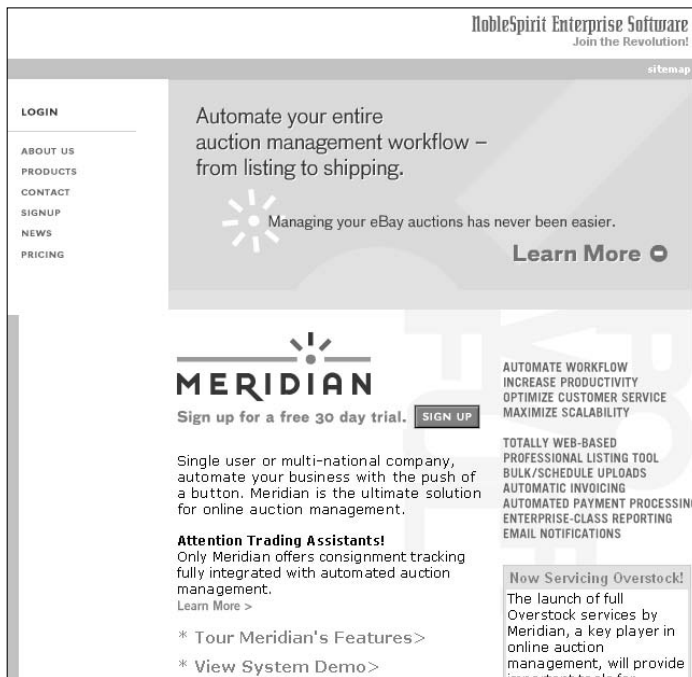 NobleSpirit Enterprise Software
Join the Revolution!
sitemap
LOGIN
ABOUT US
PRODUCTS
CONTACT
SIGNUP
NEWS
PRICING
Automate your entire
auction management workflow –
from listing to shipping.
Managing your eBay auctions has never been easier.
Learn More
MERIDIAN
Sign up for a free 30 day trial. SIGN UP
Single user or multi-national company,
automate your business with the push of
a button. Meridian is the ultimate solution
for online auction management.
Attention Trading Assistants!
Only Meridian offers consignment tracking
fully integrated with automated auction
management.
Learn More >
* Tour Meridian's Features>
* View System Demo>
AUTOMATE WORKFLOW
INCREASE PRODUCTIVITY
OPTIMIZE CUSTOMER SERVICE
MAXIMIZE SCALABILITY
TOTALLY WEB-BASED
PROFESSIONAL LISTING TOOL
BULK/SCHEDULE UPLOADS
AUTOMATIC INVOICING
AUTOMATED PAYMENT PROCESSING
ENTERPRISE-CLASS REPORTING
EMAIL NOTIFICATIONS
Now Servicing Overstock!
The launch of full
Overstock services by
Meridian, a key player in
online auction
management, will provide
important tools for